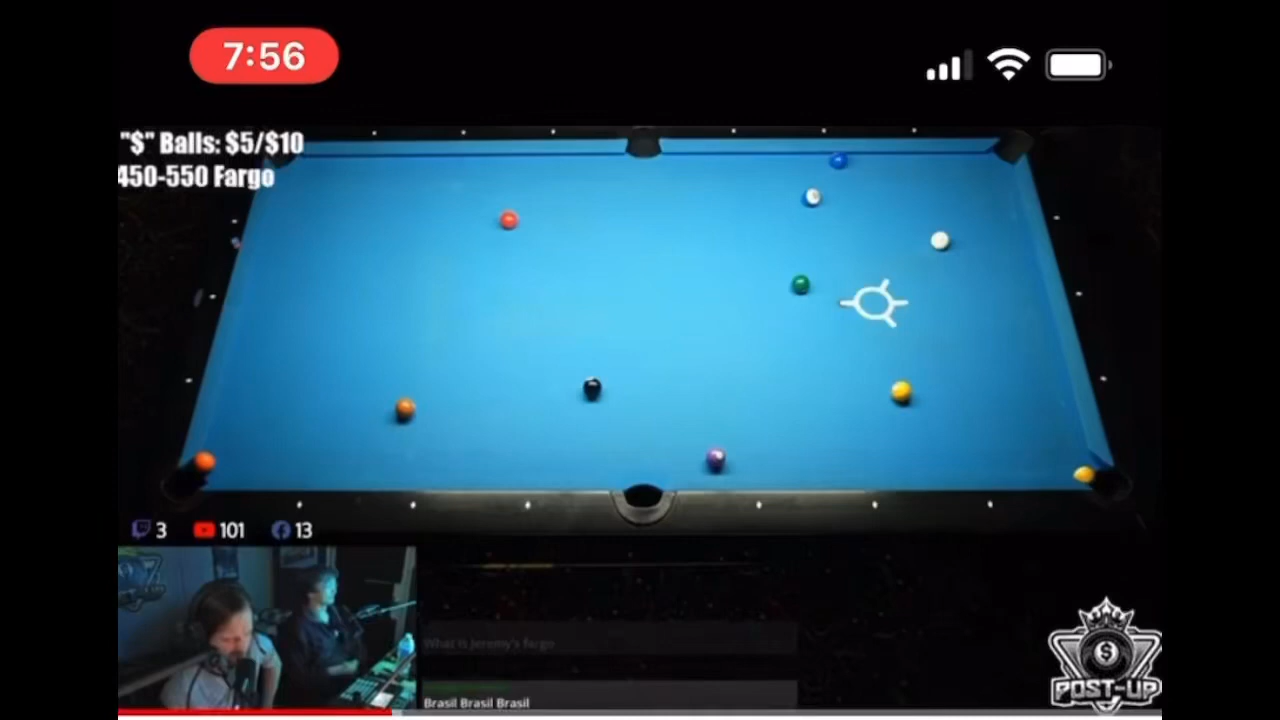 7:56
"$" Balls: $5/$10
450-550 Fargo
3
101
13
What is Jeremy's fargo
Brasil Brasil Brasil
$
POST-UP